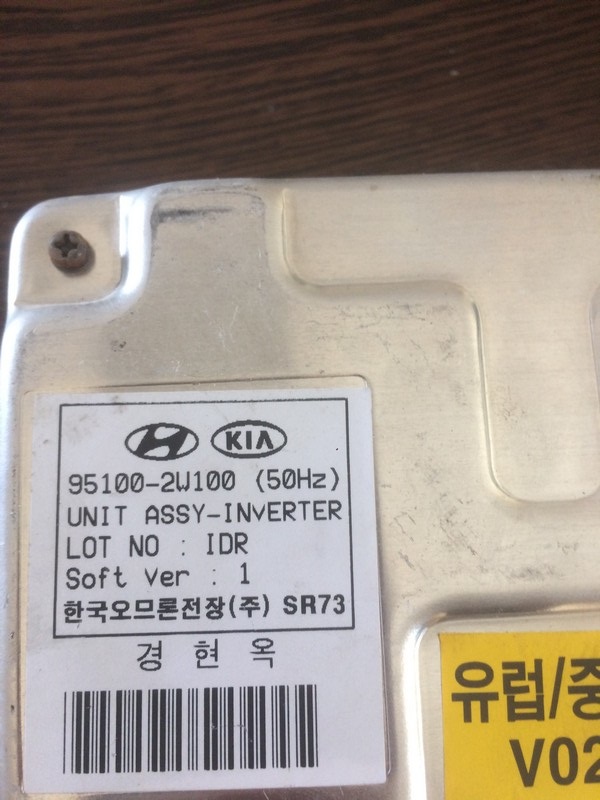 KIA
95100-2W100 (50Hz)
UNIT ASSY-INVERTER
LOT NO : IDR
Soft Ver : 1
한국오므론전장(주) SR73
경 현 옥
유럽/중
V02